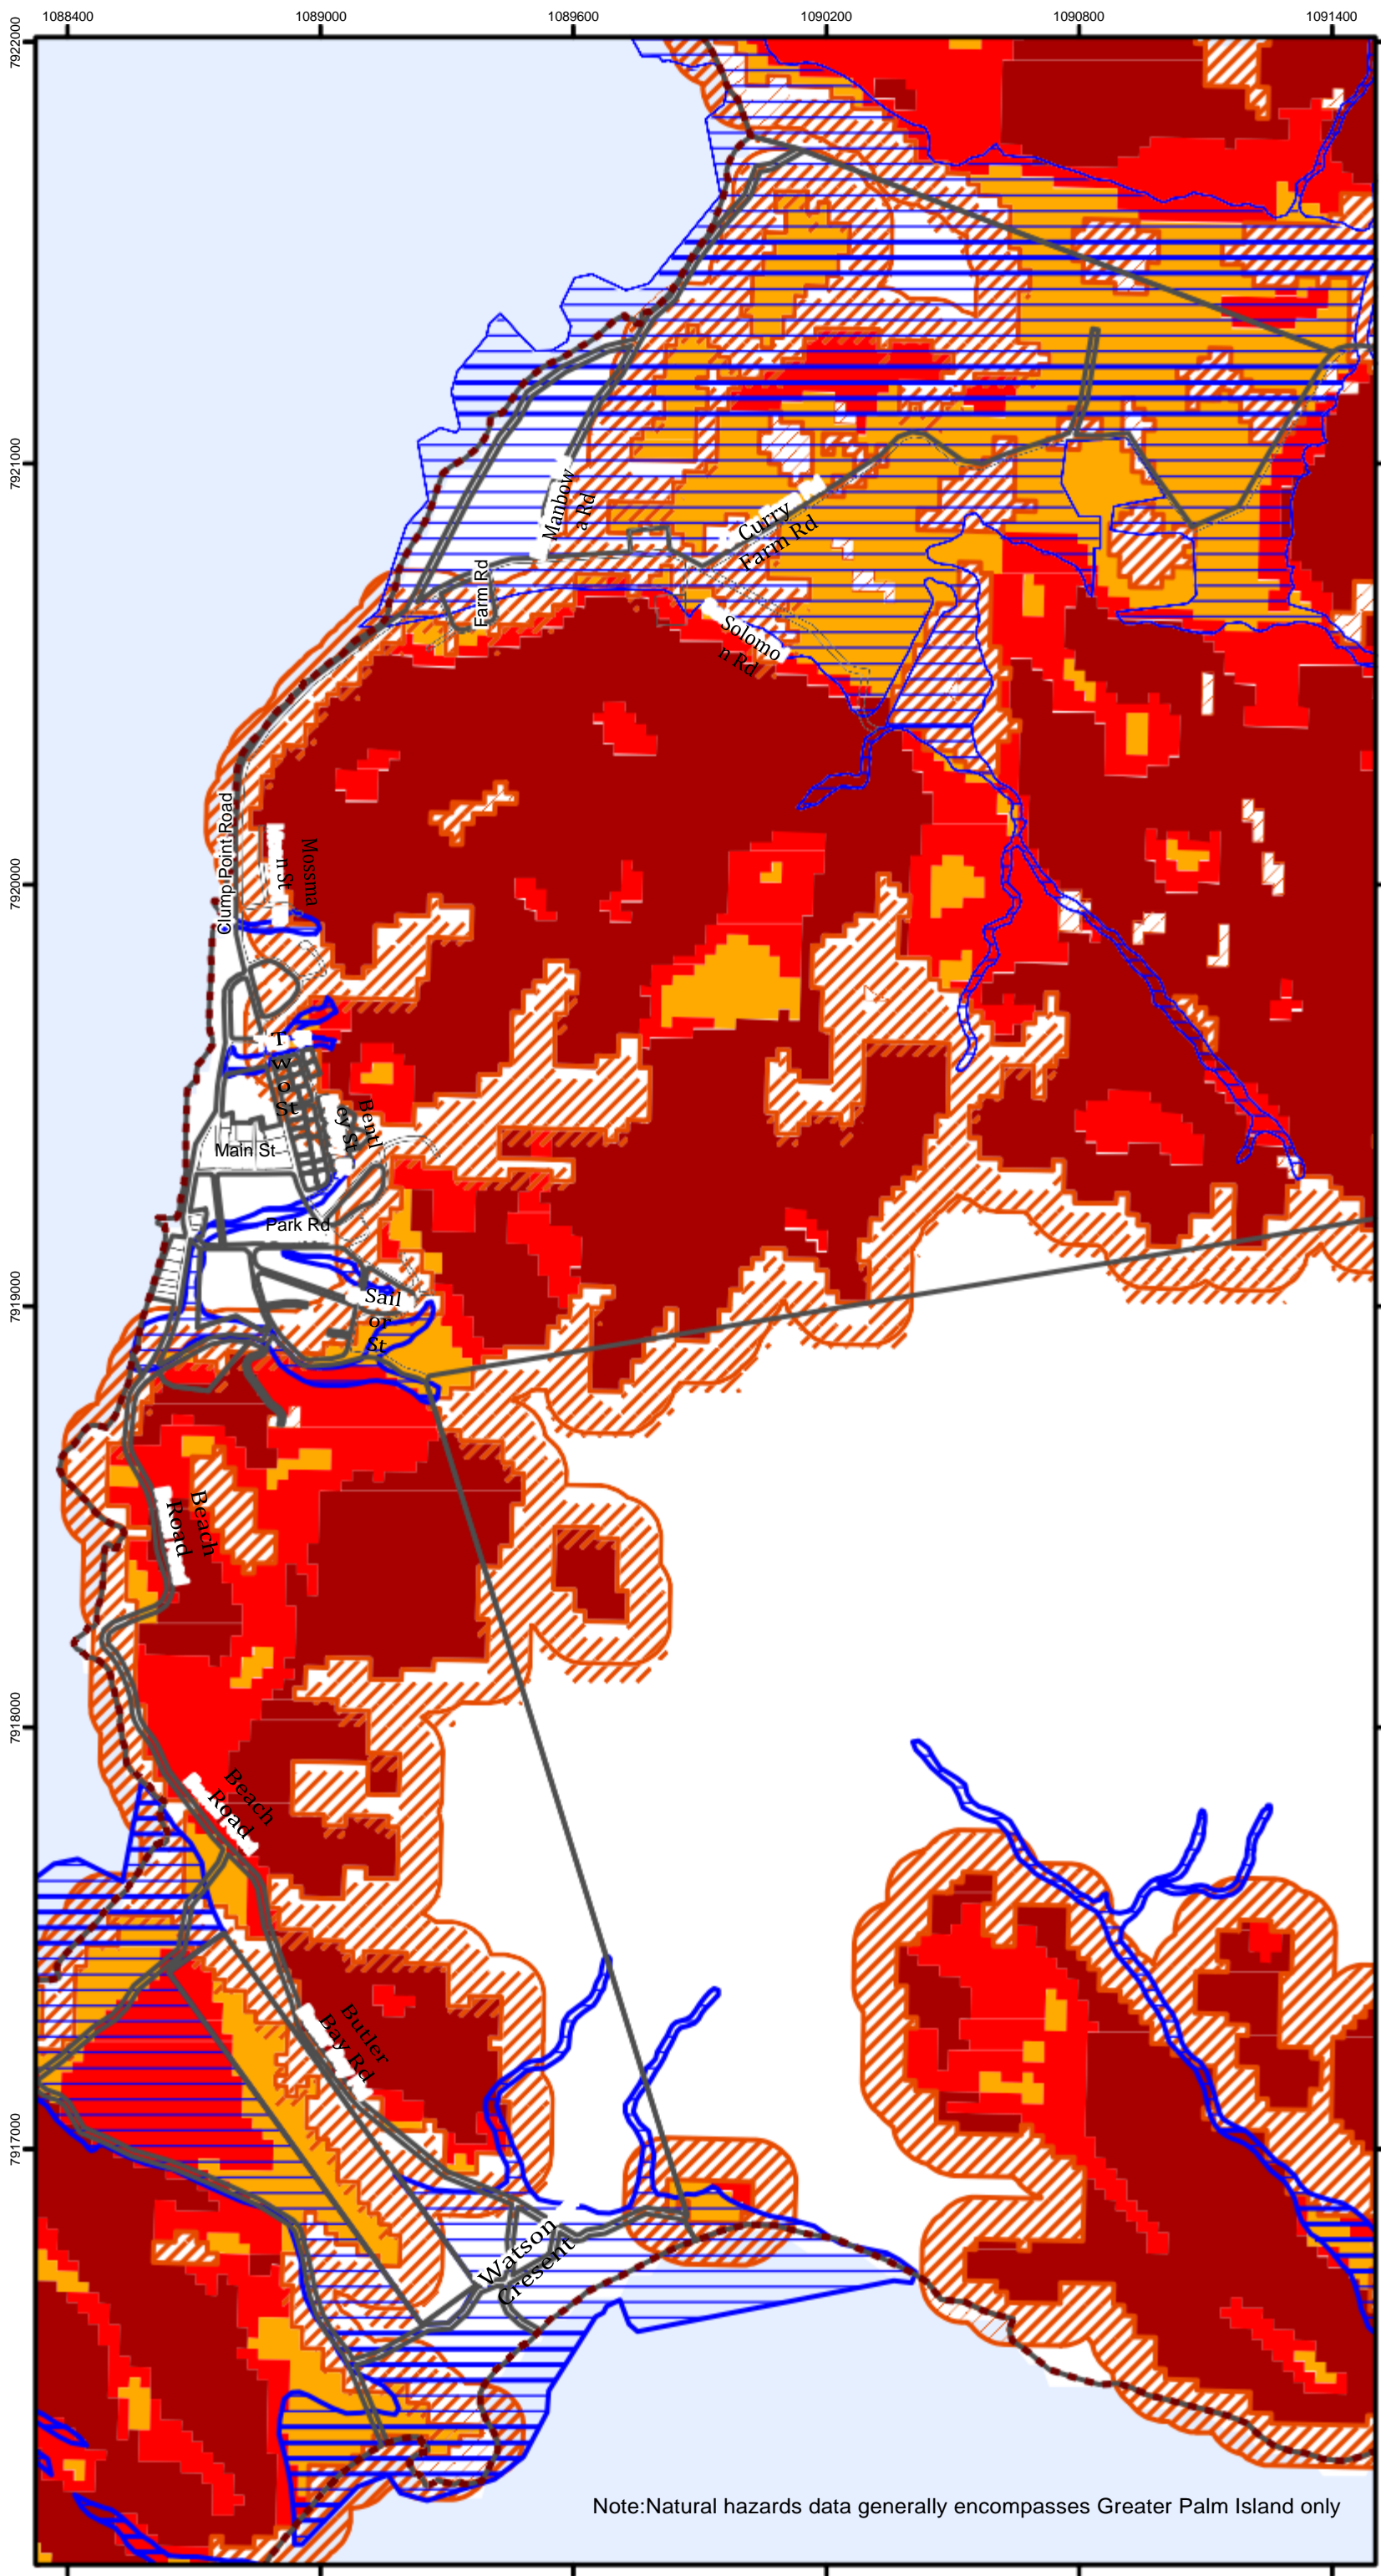 1088400 1089000 1089600 1090200 1090800 1091400
7922000
7921000
Manbow
a Rd
Curry
Farm Rd
Farm Rd
Solomo
n Rd
7920000
Clump Point Road
Mossma
n St
T
w
o
St
Bentl
ey St
Main St
Park Rd
7919000
Sail
or
St
Beach
Road
7918000
Beach
Road
Butler
Bay Rd
7917000
Watson
Cresent
Note:Natural hazards data generally encompasses Greater Palm Island only